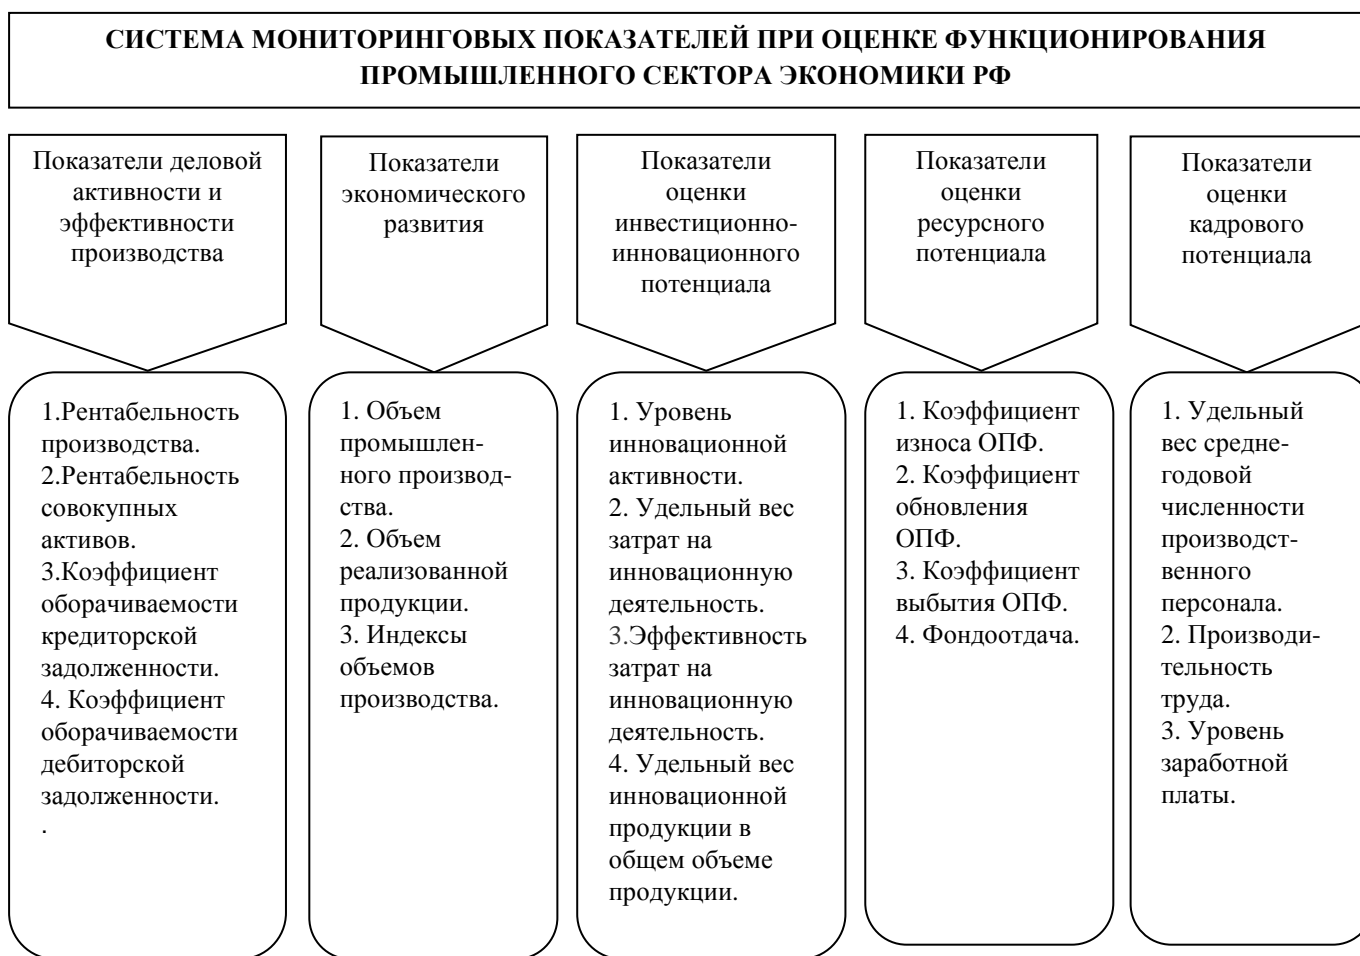 СИСТЕМА МОНИТОРИНГОВЫХ ПОКАЗАТЕЛЕЙ ПРИ ОЦЕНКЕ ФУНКЦИОНИРОВАНИЯ
ПРОМЫШЛЕННОГО СЕКТОРА ЭКОНОМИКИ РФ
Показатели деловой
активности и
эффективности
производства
Показатели
экономического
развития
Показатели
оценки
инвестиционно-
инновационного
потенциала
Показатели
оценки
ресурсного
потенциала
Показатели
оценки
кадрового
потенциала
1.Рентабельность
производства.
2.Рентабельность
совокупных
активов.
3.Коэффициент
оборачиваемости
кредиторской
задолженности.
4. Коэффициент
оборачиваемости
дебиторской
задолженности.
.
1. Объем
промышлен-
ного производ-
ства.
2. Объем
реализованной
продукции.
3. Индексы
объемов
производства.
1. Уровень
инновационной
активности.
2. Удельный вес
затрат на
инновационную
деятельность.
3.Эффективность
затрат на
инновационную
деятельность.
4. Удельный вес
инновационной
продукции в
общем объеме
продукции.
1. Коэффициент
износа ОПФ.
2. Коэффициент
обновления
ОПФ.
3. Коэффициент
выбытия ОПФ.
4. Фондоотдача.
1. Удельный
вес средне-
годовой
численности
производст-
венного
персонала.
2. Производи-
тельность
труда.
3. Уровень
заработной
платы.